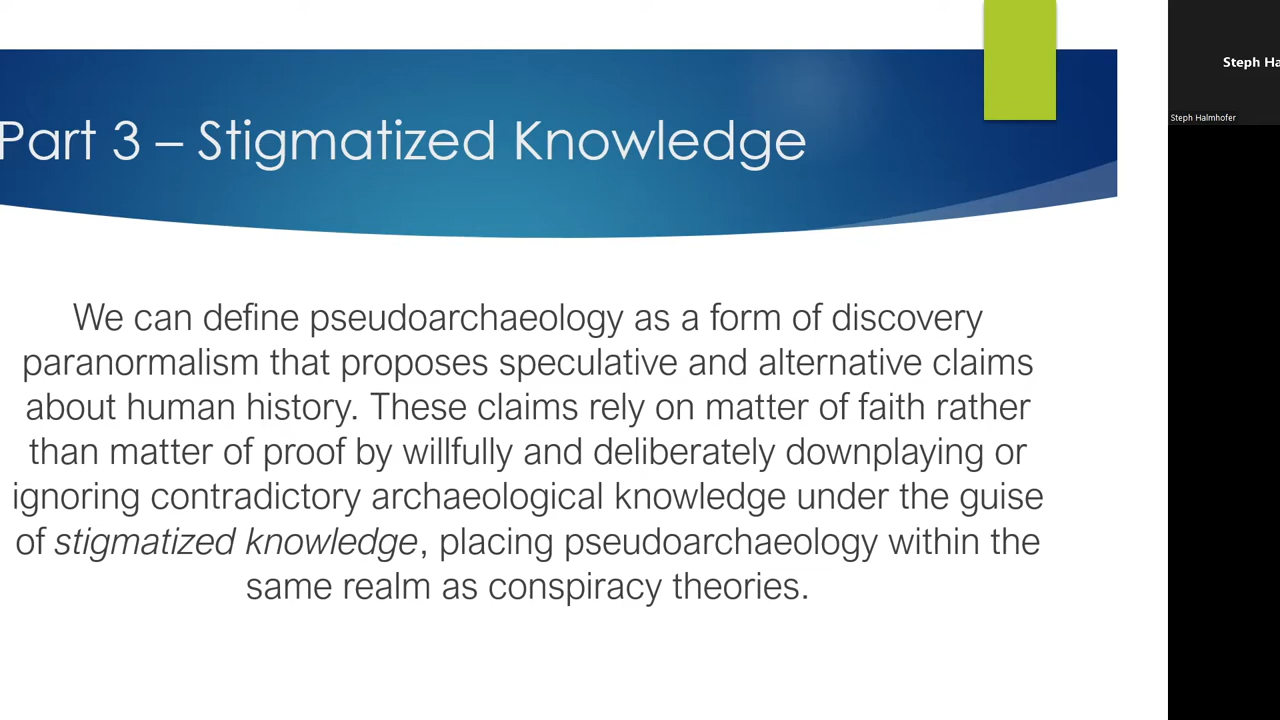 Part 3 – Stigmatized Knowledge
We can define pseudoarchaeology as a form of discovery
paranormalism that proposes speculative and alternative claims
about human history. These claims rely on matter of faith rather
than matter of proof by willfully and deliberately downplaying or
ignoring contradictory archaeological knowledge under the guise
of stigmatized knowledge, placing pseudoarchaeology within the
same realm as conspiracy theories.
Steph Ha
Steph Halmhofer